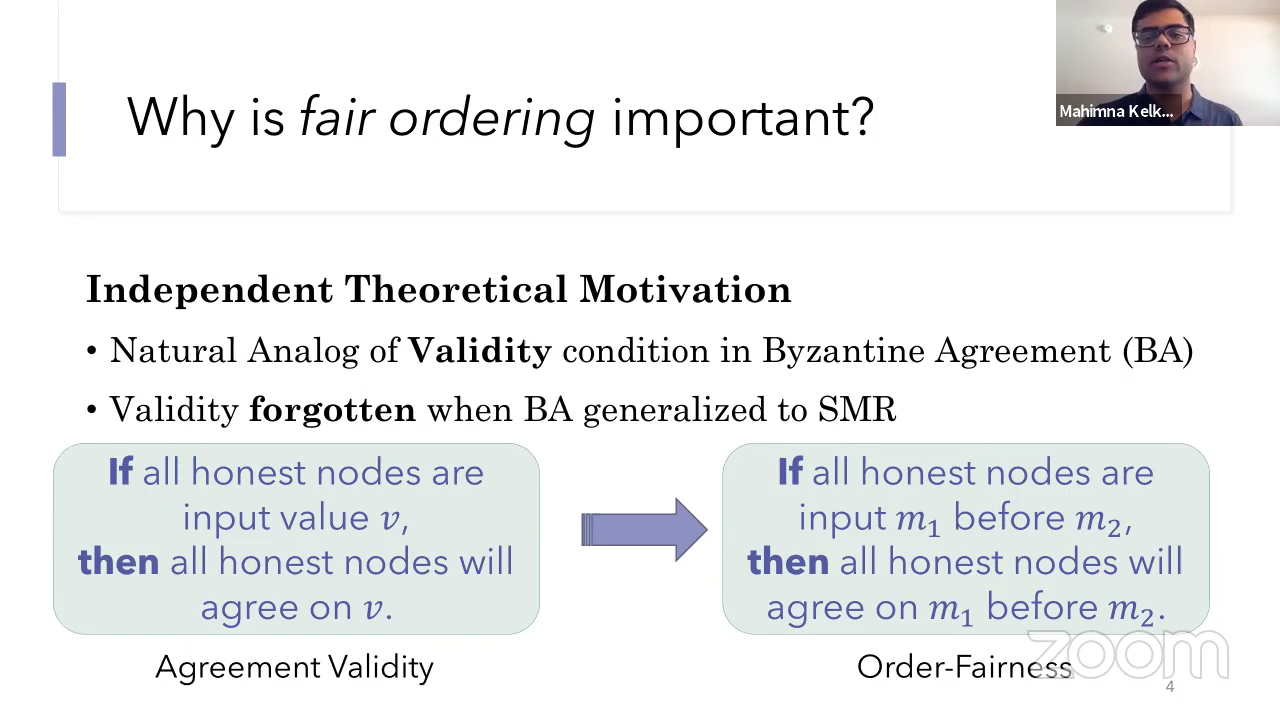 Mahimna Kelk...
Why is fair ordering important?
Independent Theoretical Motivation
• Natural Analog of Validity condition in Byzantine Agreement (BA)
• Validity forgotten when BA generalized to SMR
If all honest nodes are
input value v,
then all honest nodes will
agree on v.
Agreement Validity
If all honest nodes are
input m₁ before m₂,
then all honest nodes will
agree on m₁ before m₂.
Order-Fairness
zoom
4